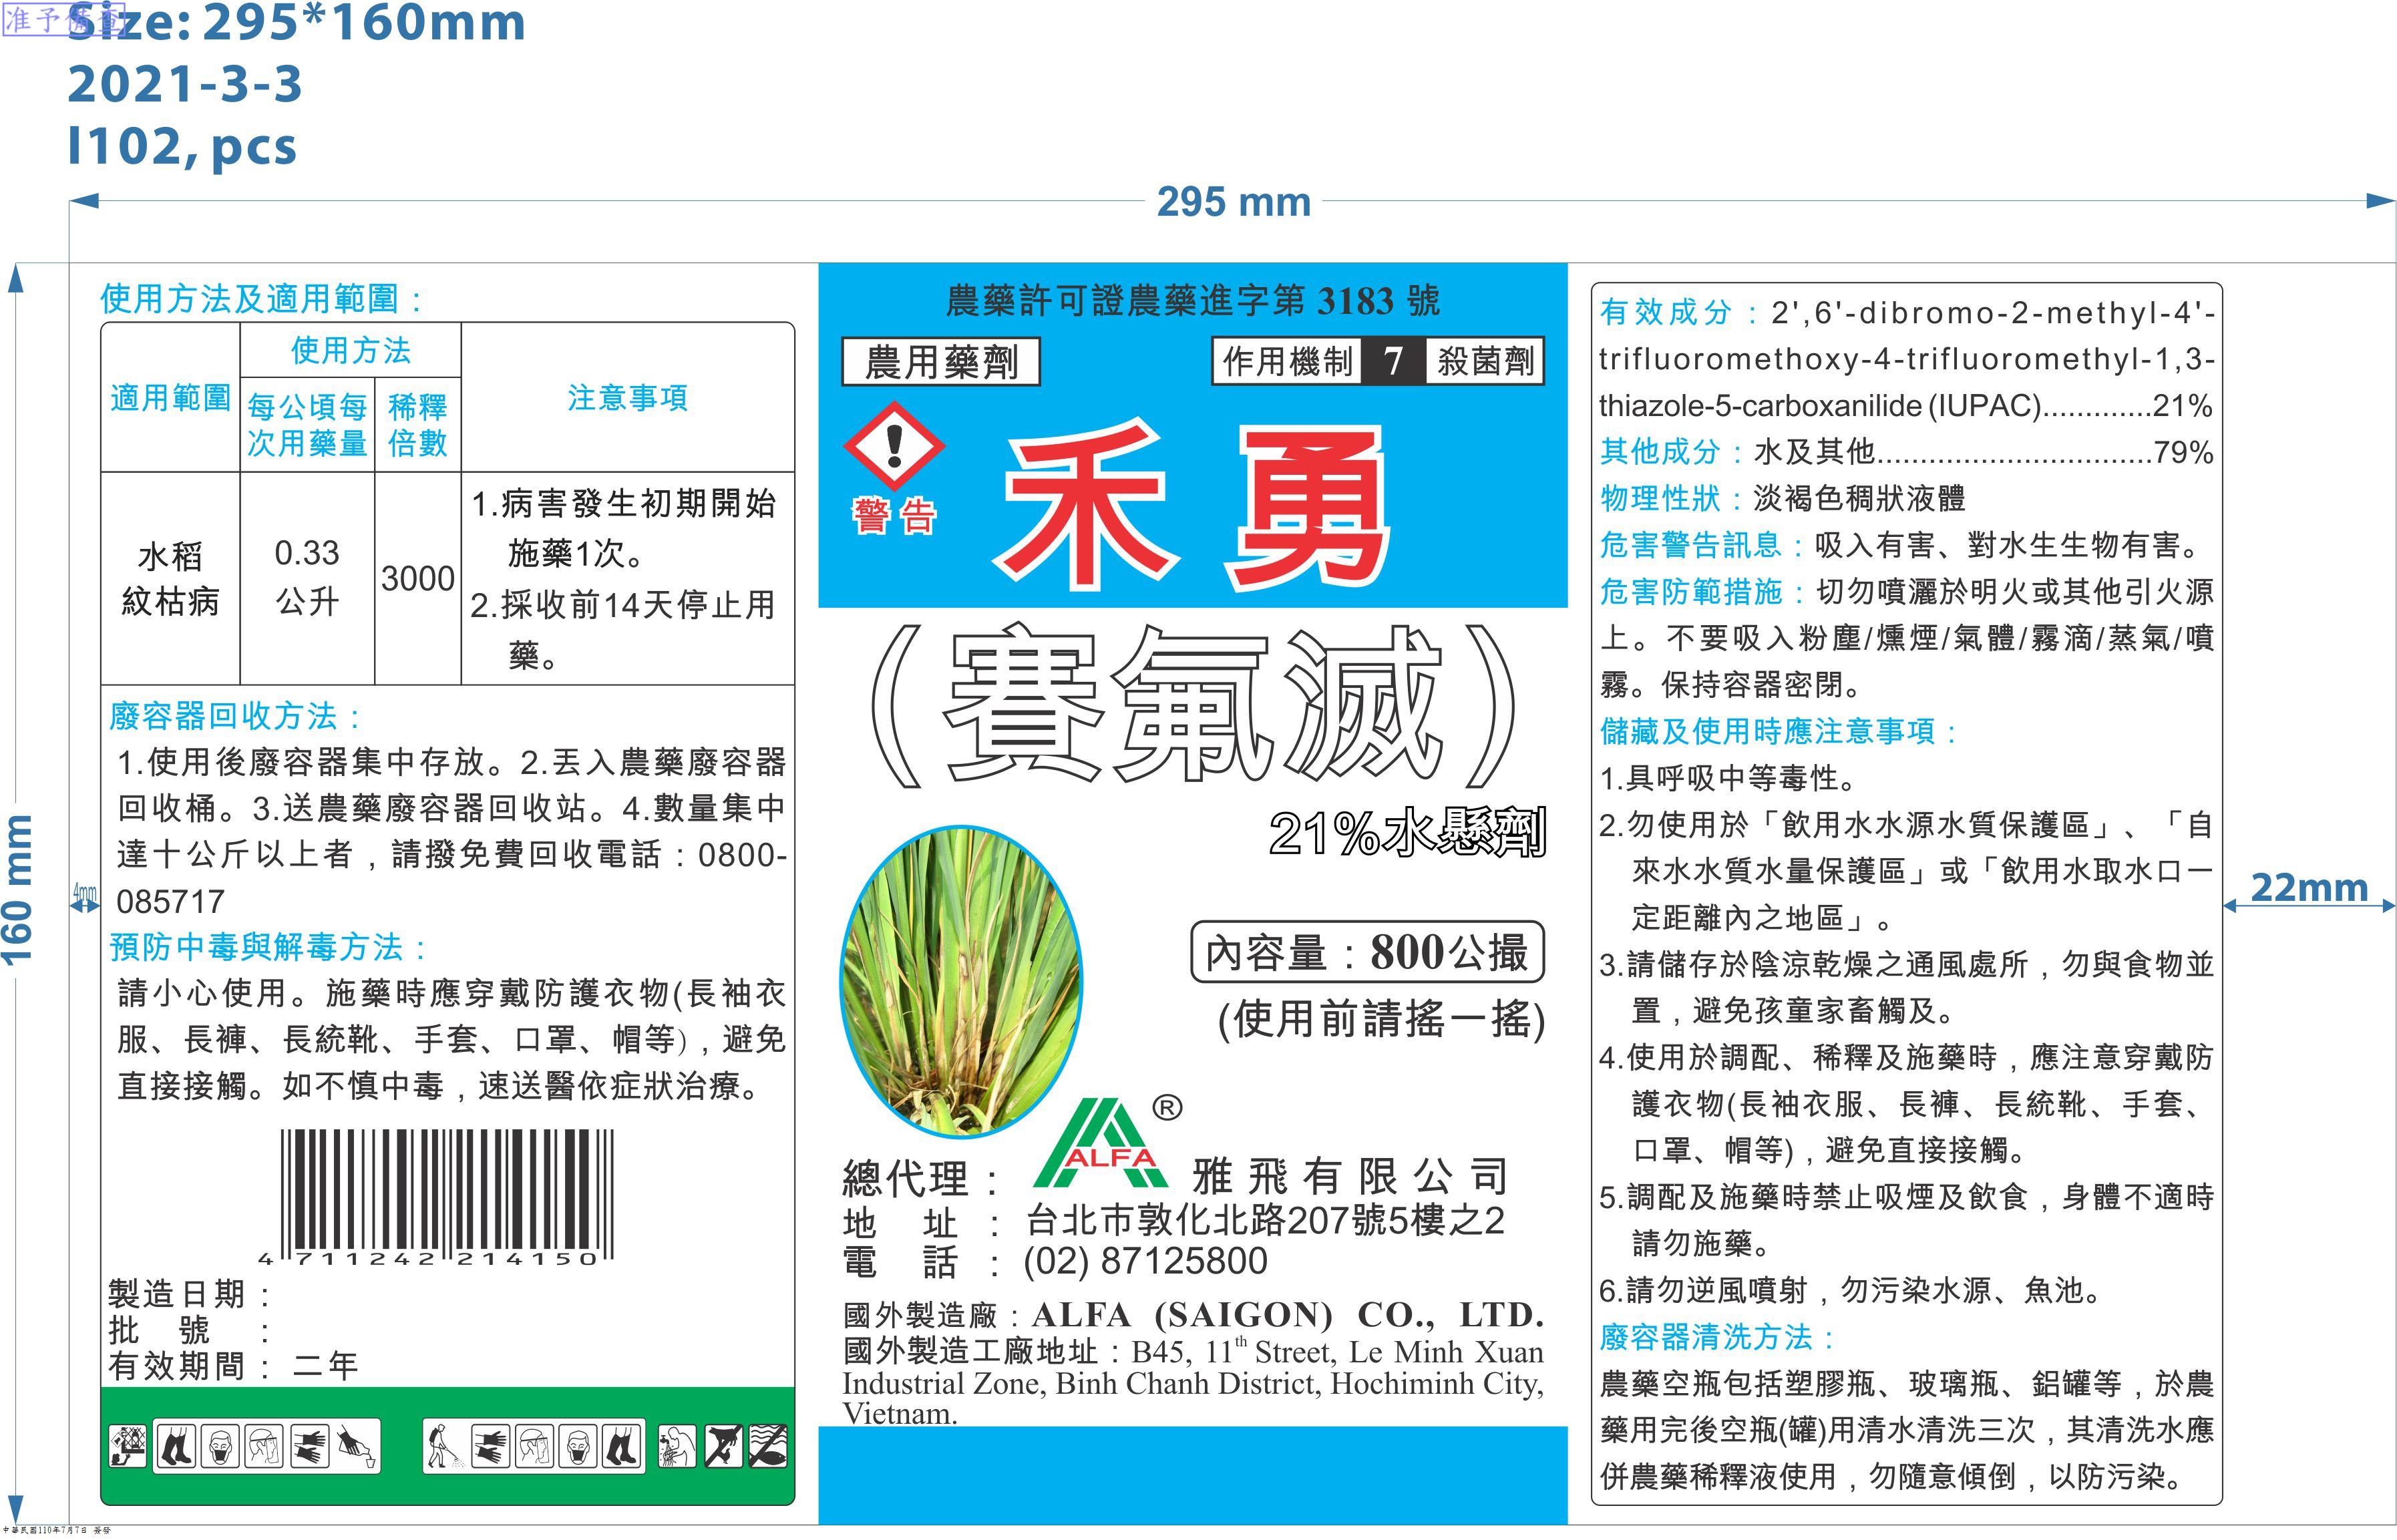 准予備查
Size: 295*160mm
2021-3-3
l102, pcs
295 mm
160 mm
4mm
22mm
使用方法及適用範圍：
適用範圍
使用方法
每公頃每
次用藥量
稀釋
倍數
注意事項
水稻
紋枯病
0.33
公升
3000
1.病害發生初期開始
施藥1次。
2.採收前14天停止用
藥。
廢容器回收方法：
1.使用後廢容器集中存放。2.丟入農藥廢容器
回收桶。3.送農藥廢容器回收站。4.數量集中
達十公斤以上者，請撥免費回收電話：0800-
085717
預防中毒與解毒方法：
請小心使用。施藥時應穿戴防護衣物(長袖衣
服、長褲、長統靴、手套、口罩、帽等)，避免
直接接觸。如不慎中毒，速送醫依症狀治療。
4 711242 214150
製造日期：
批　號　：
有效期間：二年
農藥許可證農藥進字第 3183 號
農用藥劑
作用機制 7 殺菌劑
警告
禾勇
（賽氟滅）
21%水懸劑
內容量：800公撮
(使用前請搖一搖)
ALFA ®
總代理：雅飛有限公司
地　址：台北市敦化北路207號5樓之2
電　話：(02) 87125800
國外製造廠：ALFA (SAIGON) CO., LTD.
國外製造工廠地址：B45, 11th Street, Le Minh Xuan
Industrial Zone, Binh Chanh District, Hochiminh City,
Vietnam.
有效成分：2',6'-dibromo-2-methyl-4'-
trifluoromethoxy-4-trifluoromethyl-1,3-
thiazole-5-carboxanilide (IUPAC).............21%
其他成分：水及其他................................79%
物理性狀：淡褐色稠狀液體
危害警告訊息：吸入有害、對水生生物有害。
危害防範措施：切勿噴灑於明火或其他引火源
上。不要吸入粉塵/燻煙/氣體/霧滴/蒸氣/噴
霧。保持容器密閉。
儲藏及使用時應注意事項：
1.具呼吸中等毒性。
2.勿使用於「飲用水水源水質保護區」、「自
來水水質水量保護區」或「飲用水取水口一
定距離內之地區」。
3.請儲存於陰涼乾燥之通風處所，勿與食物並
置，避免孩童家畜觸及。
4.使用於調配、稀釋及施藥時，應注意穿戴防
護衣物(長袖衣服、長褲、長統靴、手套、
口罩、帽等)，避免直接接觸。
5.調配及施藥時禁止吸煙及飲食，身體不適時
請勿施藥。
6.請勿逆風噴射，勿污染水源、魚池。
廢容器清洗方法：
農藥空瓶包括塑膠瓶、玻璃瓶、鋁罐等，於農
藥用完後空瓶(罐)用清水清洗三次，其清洗水應
併農藥稀釋液使用，勿隨意傾倒，以防污染。
中華民國110年7月7日 簽發